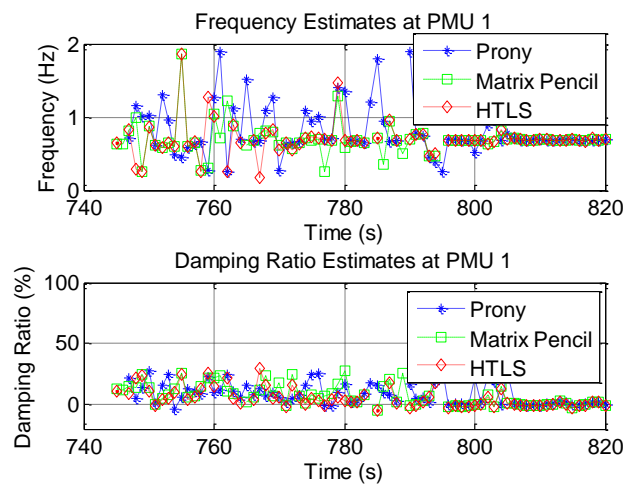 Frequency Estimates at PMU 1
Frequency (Hz)
2
1
0
740
760
780
800
820
Time (s)
Prony
Matrix Pencil
HTLS
Damping Ratio Estimates at PMU 1
Damping Ratio (%)
100
50
0
740
760
780
800
820
Time (s)
Prony
Matrix Pencil
HTLS